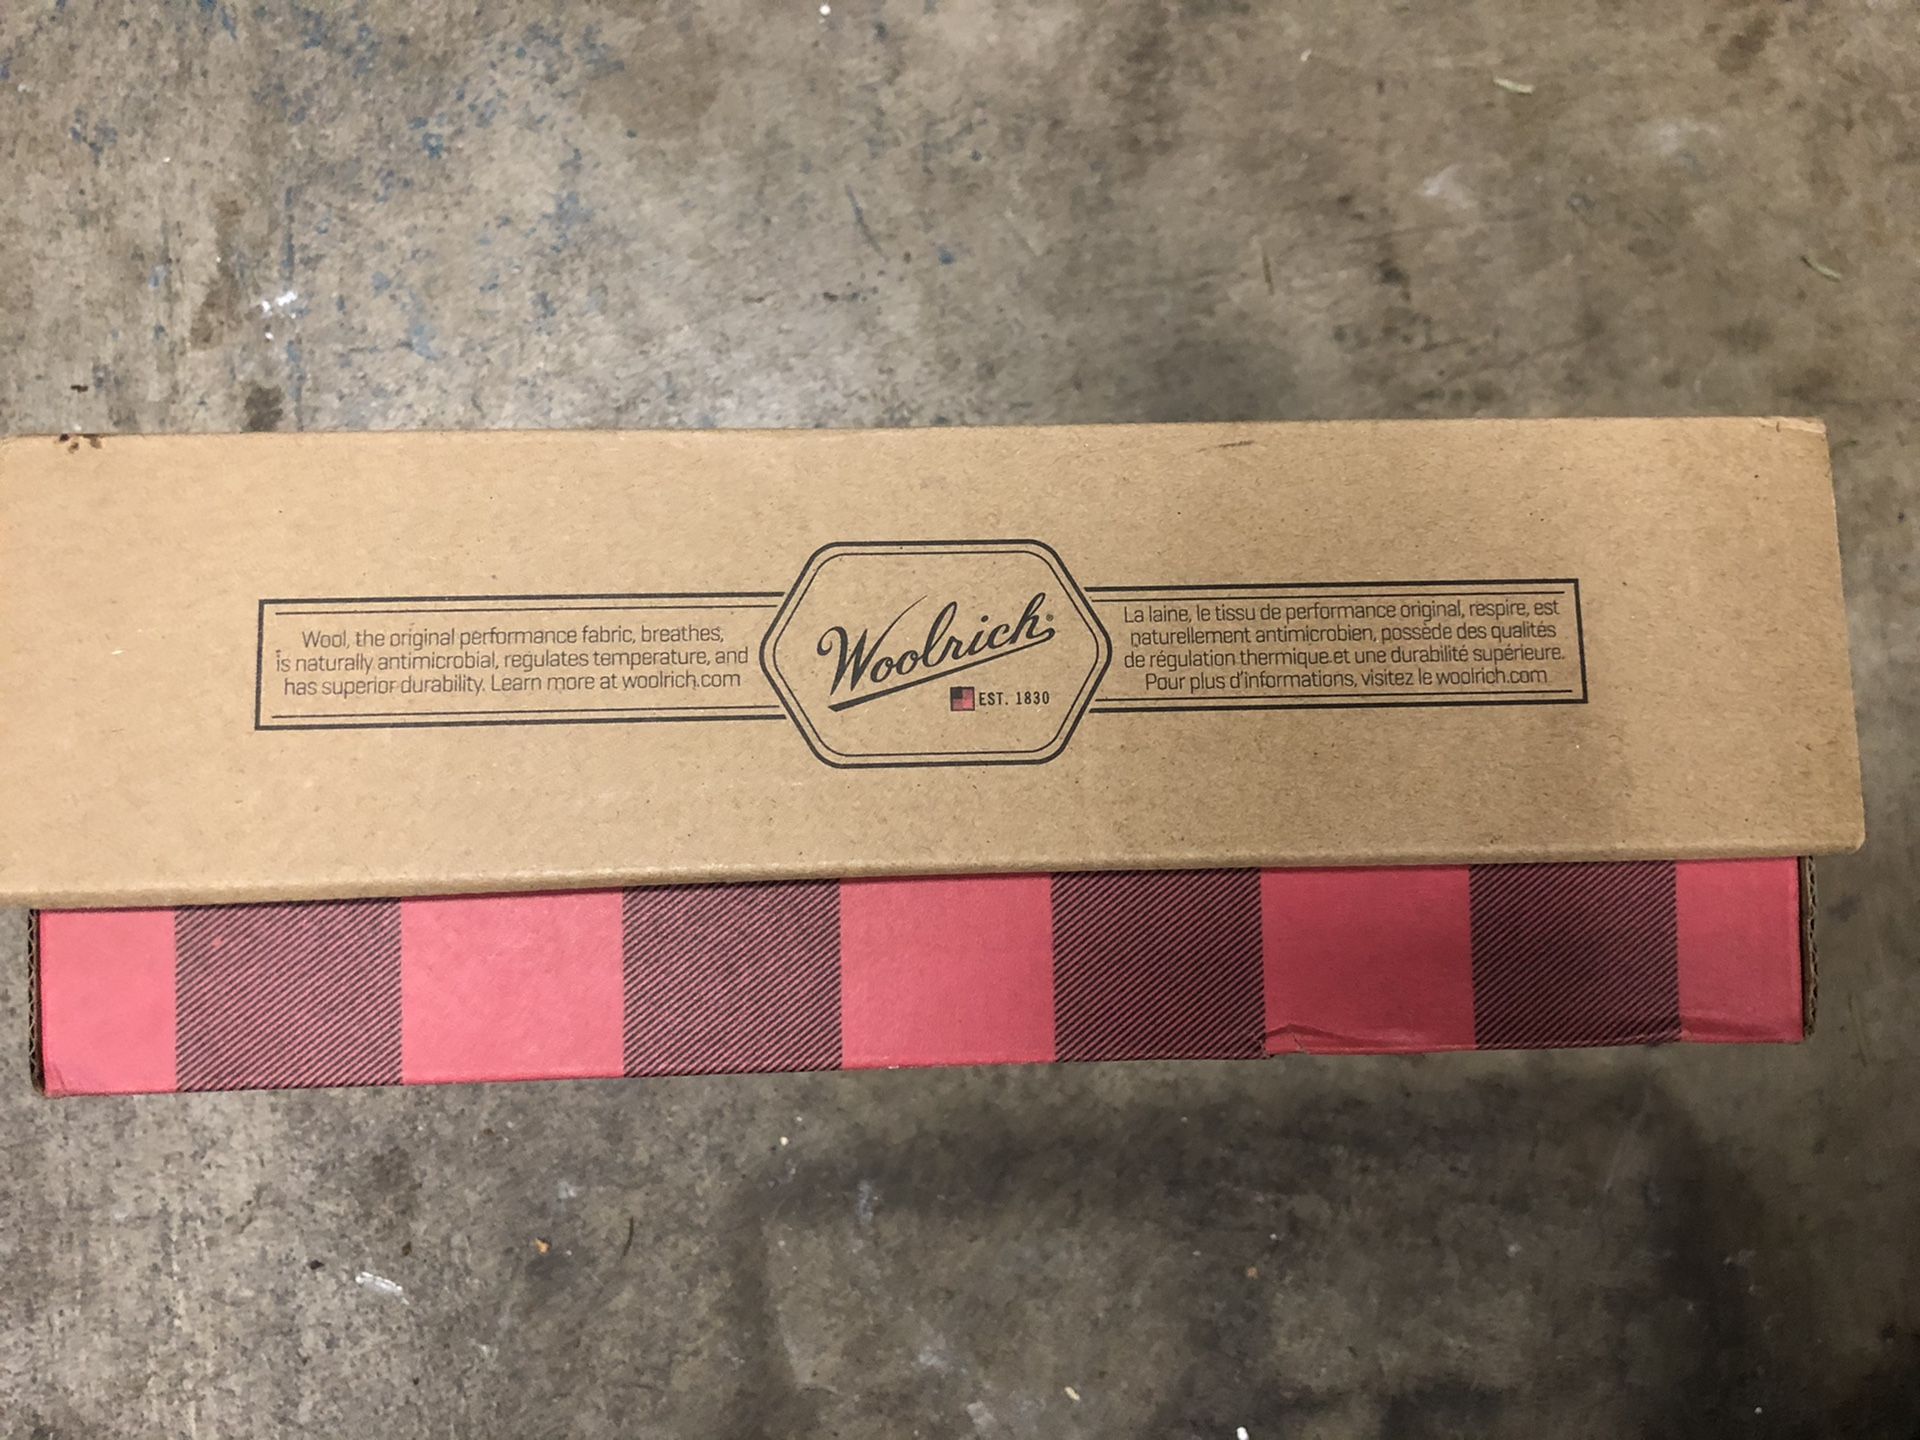 Wool, the original performance fabric, breathes,
is naturally antimicrobial, regulates temperature, and
has superior durability. Learn more at woolrich.com
Woolrich®
EST. 1830
La laine, le tissu de performance original, respire, est
naturellement antimicrobien, possède des qualités
de régulation thermique et une durabilité supérieure.
Pour plus d'informations, visitez le woolrich.com